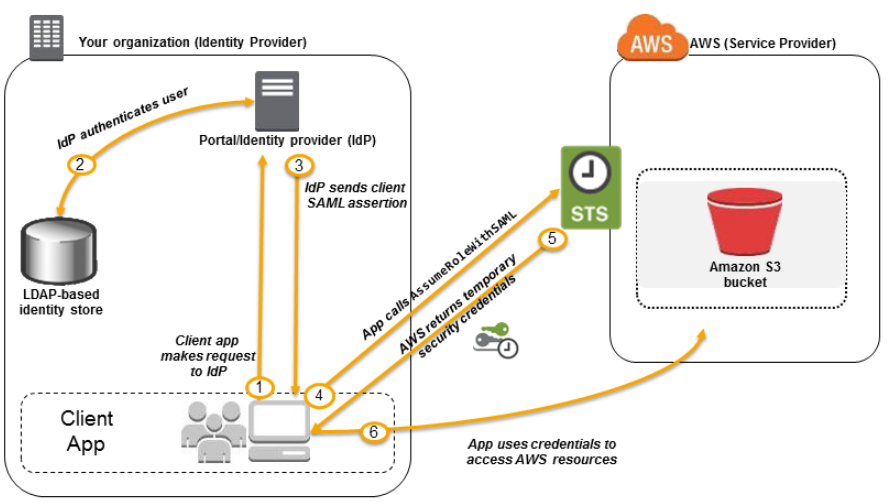 Your organization (Identity Provider)
AWS
AWS (Service Provider)
IdP authenticates user
2
Portal/Identity provider (IdP)
3
IdP sends client
SAML assertion
LDAP-based
identity store
STS
5
Amazon S3
bucket
App calls AssumeRoleWithSAML
AWS returns temporary
security credentials
Client app
makes request
to IdP
1
4
Client
App
6
App uses credentials to
access AWS resources